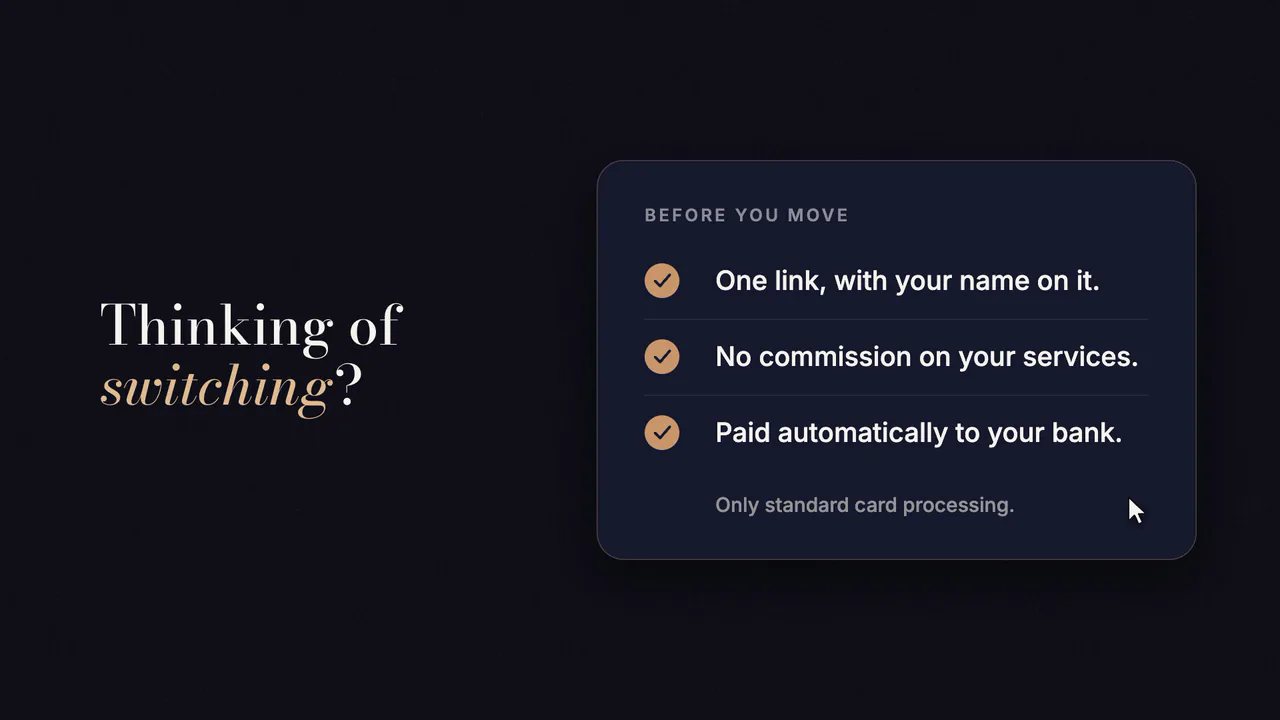 Thinking of
switching?
BEFORE YOU MOVE
One link, with your name on it.
No commission on your services.
Paid automatically to your bank.
Only standard card processing.